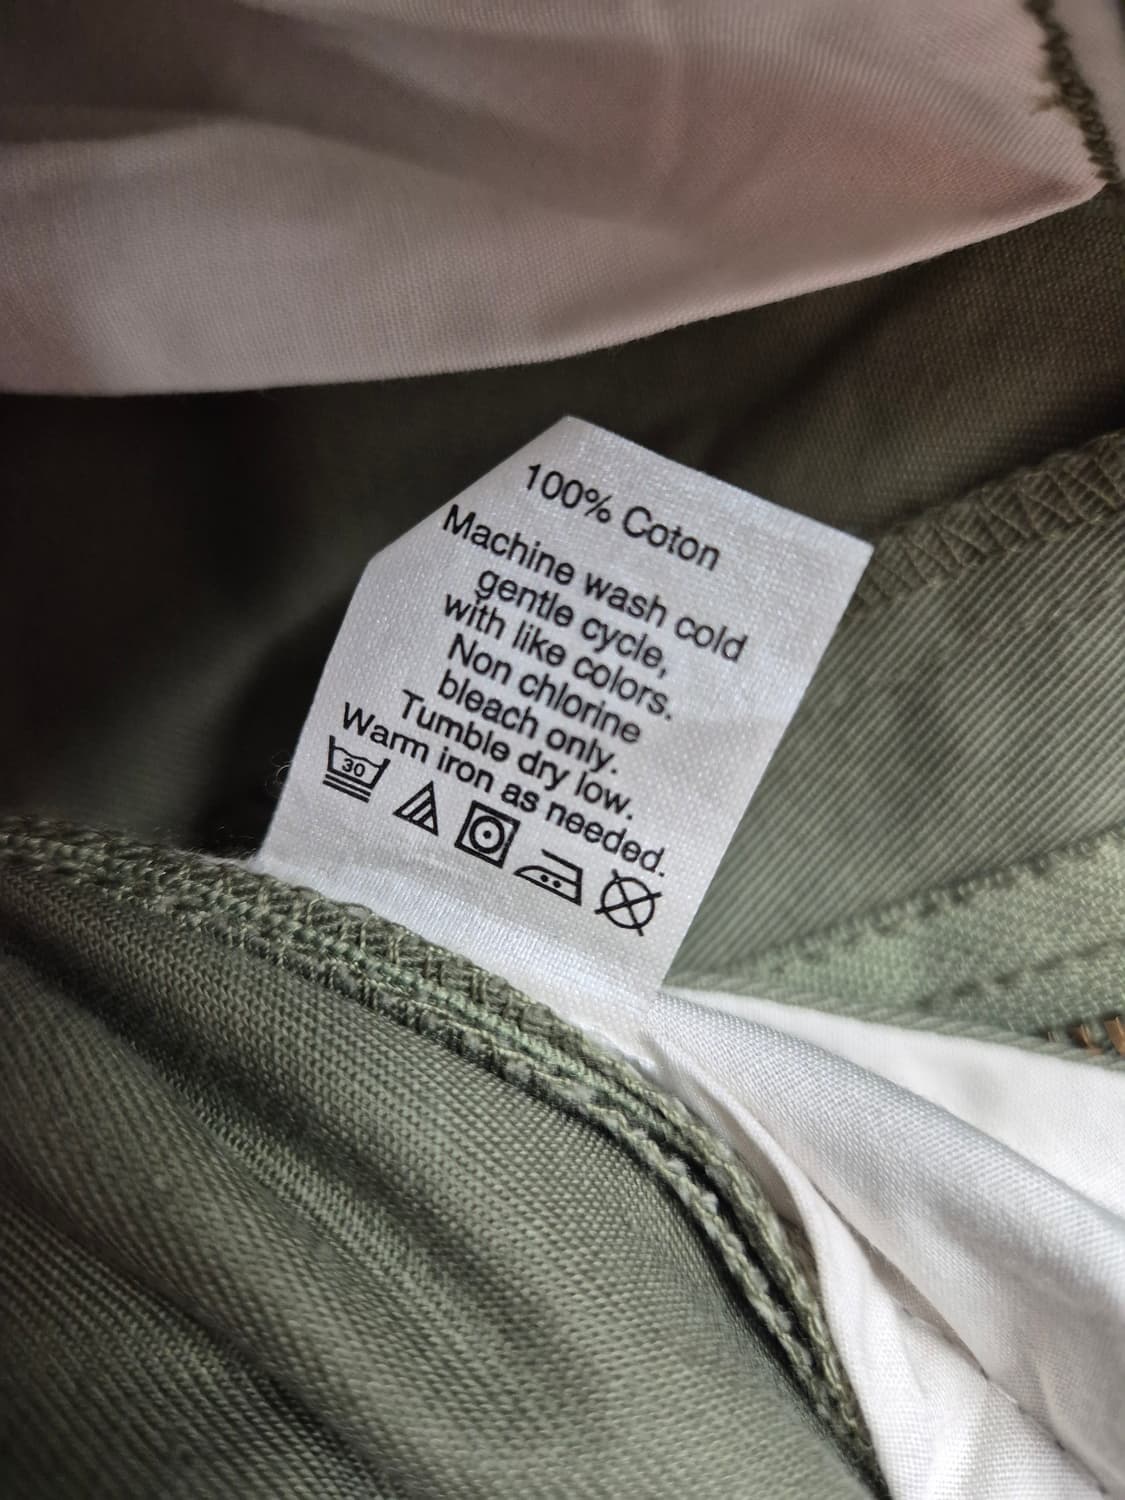 100% Coton
Machine wash cold
gentle cycle,
with like colors.
Non chlorine
bleach only.
Tumble dry low.
Warm iron as needed.
30